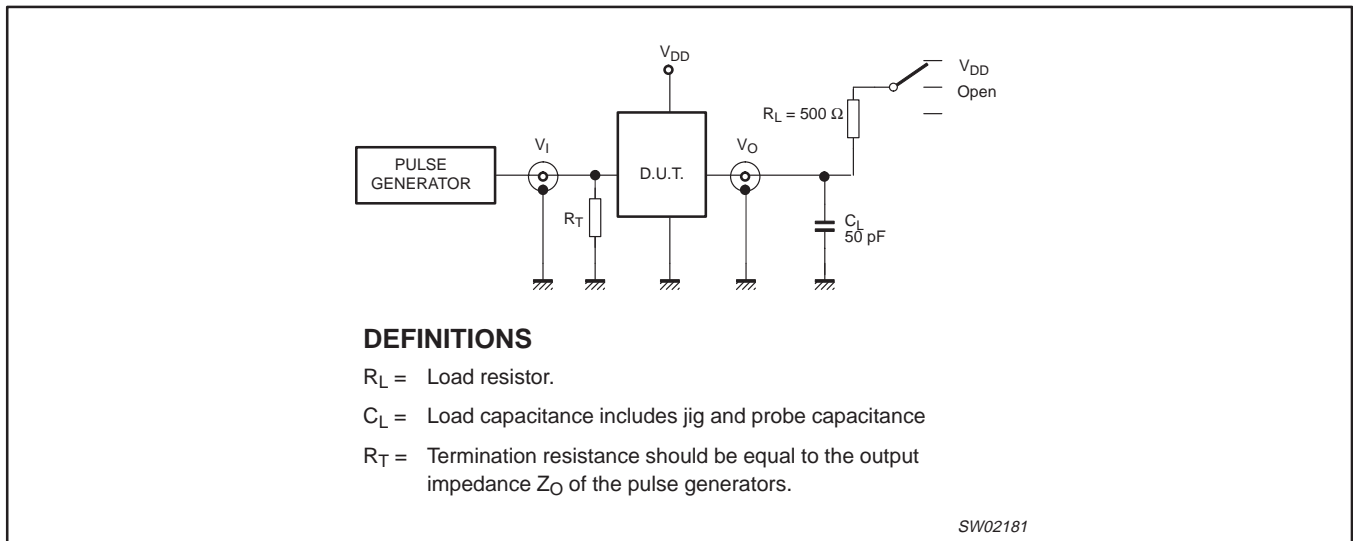 V_DD
V_DD
Open
R_L = 500 Ω
V_I
V_O
PULSE
GENERATOR
D.U.T.
R_T
C_L
50 pF
DEFINITIONS
R_L = Load resistor.
C_L = Load capacitance includes jig and probe capacitance
R_T = Termination resistance should be equal to the output
impedance Z_O of the pulse generators.
SW02181